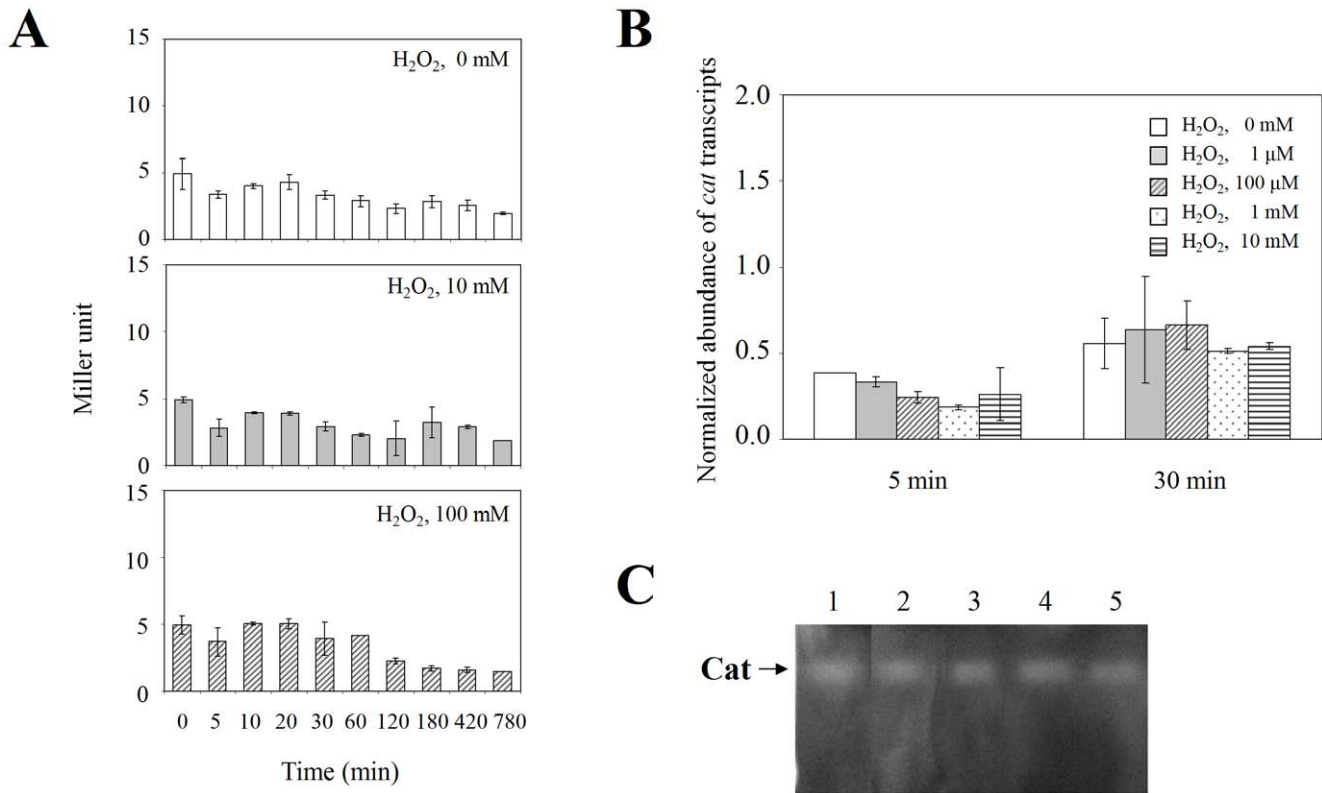 A
15
10
5
0
H₂O₂, 0 mM
15
10
5
0
H₂O₂, 10 mM
15
10
5
0
H₂O₂, 100 mM
Miller unit
0 5 10 20 30 60 120 180 420 780
Time (min)
B
Normalized abundance of cat transcripts
2.0
1.5
1.0
0.5
0.0
H₂O₂, 0 mM
H₂O₂, 1 μM
H₂O₂, 100 μM
H₂O₂, 1 mM
H₂O₂, 10 mM
5 min 30 min
C
1 2 3 4 5
Cat